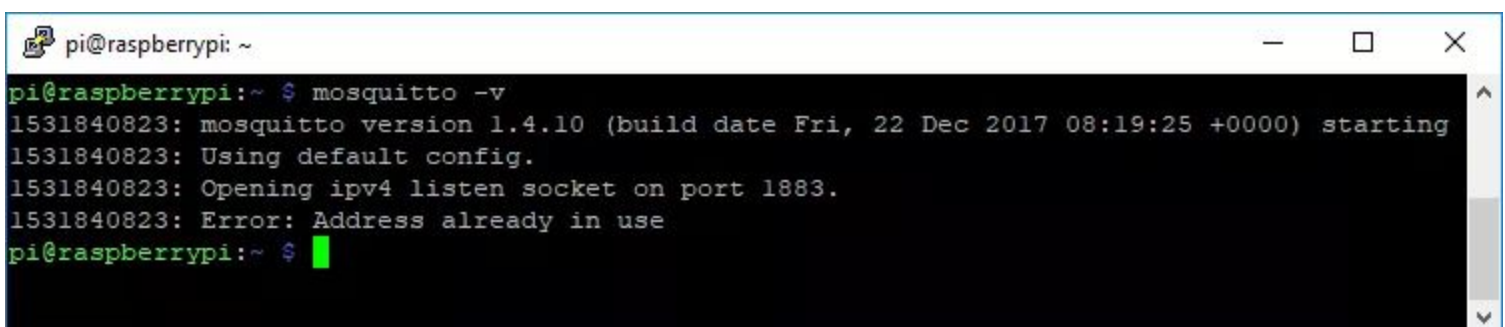 pi@raspberrypi: ~
pi@raspberrypi:~ $ mosquitto -v
1531840823: mosquitto version 1.4.10 (build date Fri, 22 Dec 2017 08:19:25 +0000) starting
1531840823: Using default config.
1531840823: Opening ipv4 listen socket on port 1883.
1531840823: Error: Address already in use
pi@raspberrypi:~ $